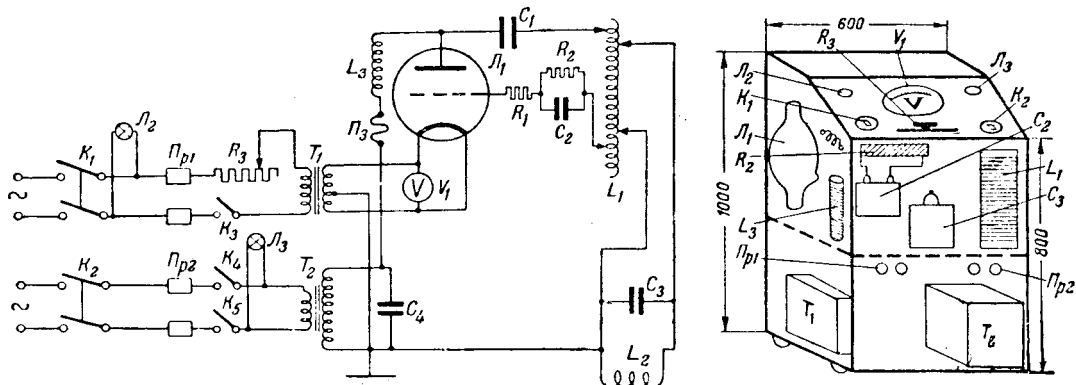 C₁
Л₁
L₃
R₂
R₁
C₂
П₃
Л₂
K₁
Пр1
R₃
T₁
V
V₁
L₁
~
K₃
Л₃
K₂
Пр2
K₄
T₂
K₅
~
C₄
C₃
L₂
600
R₃
V₁
Л₂
Л₃
K₁
V
K₂
Л₁
C₂
R₂
L₁
1000
C₃
L₃
800
Пр1
Пр2
T₁
T₂